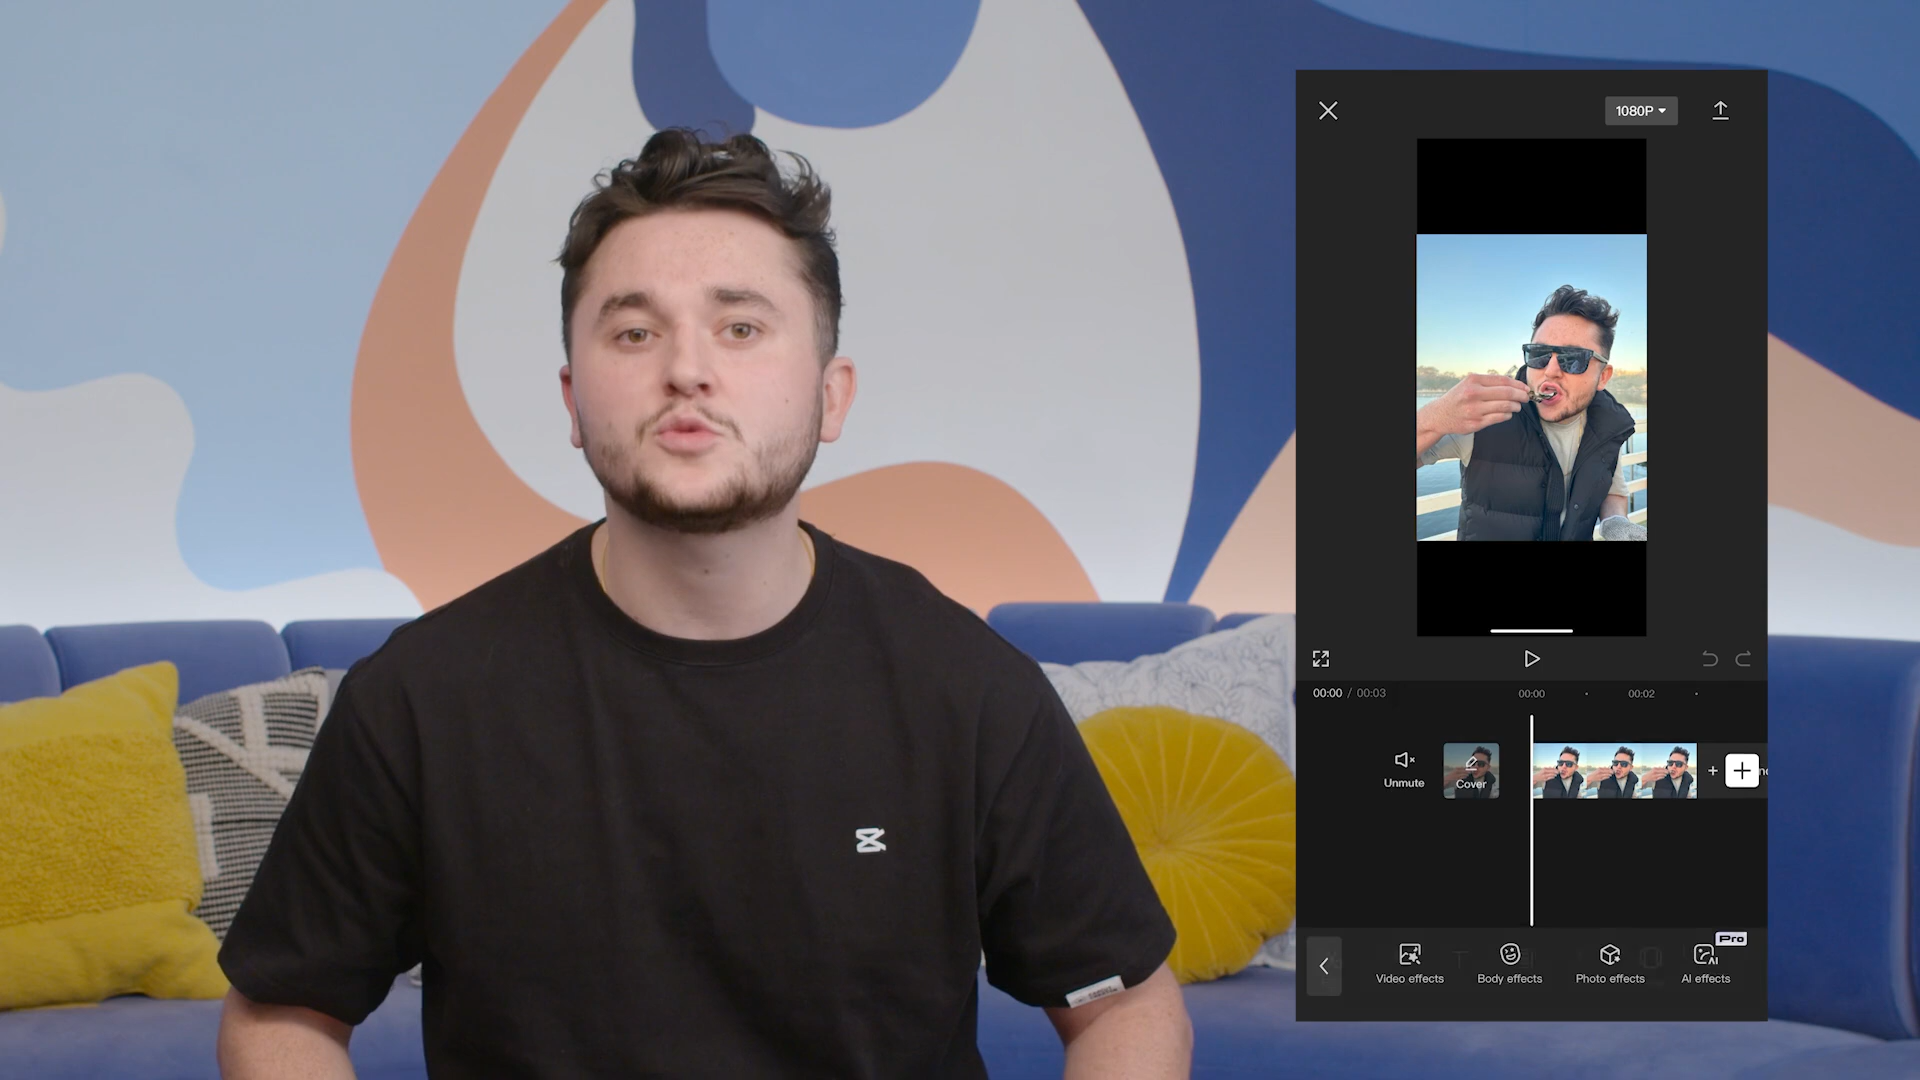 1080P
00:00 / 00:03
00:00
00:02
Unmute
Cover
Pro
Video effects
Body effects
Photo effects
AI effects